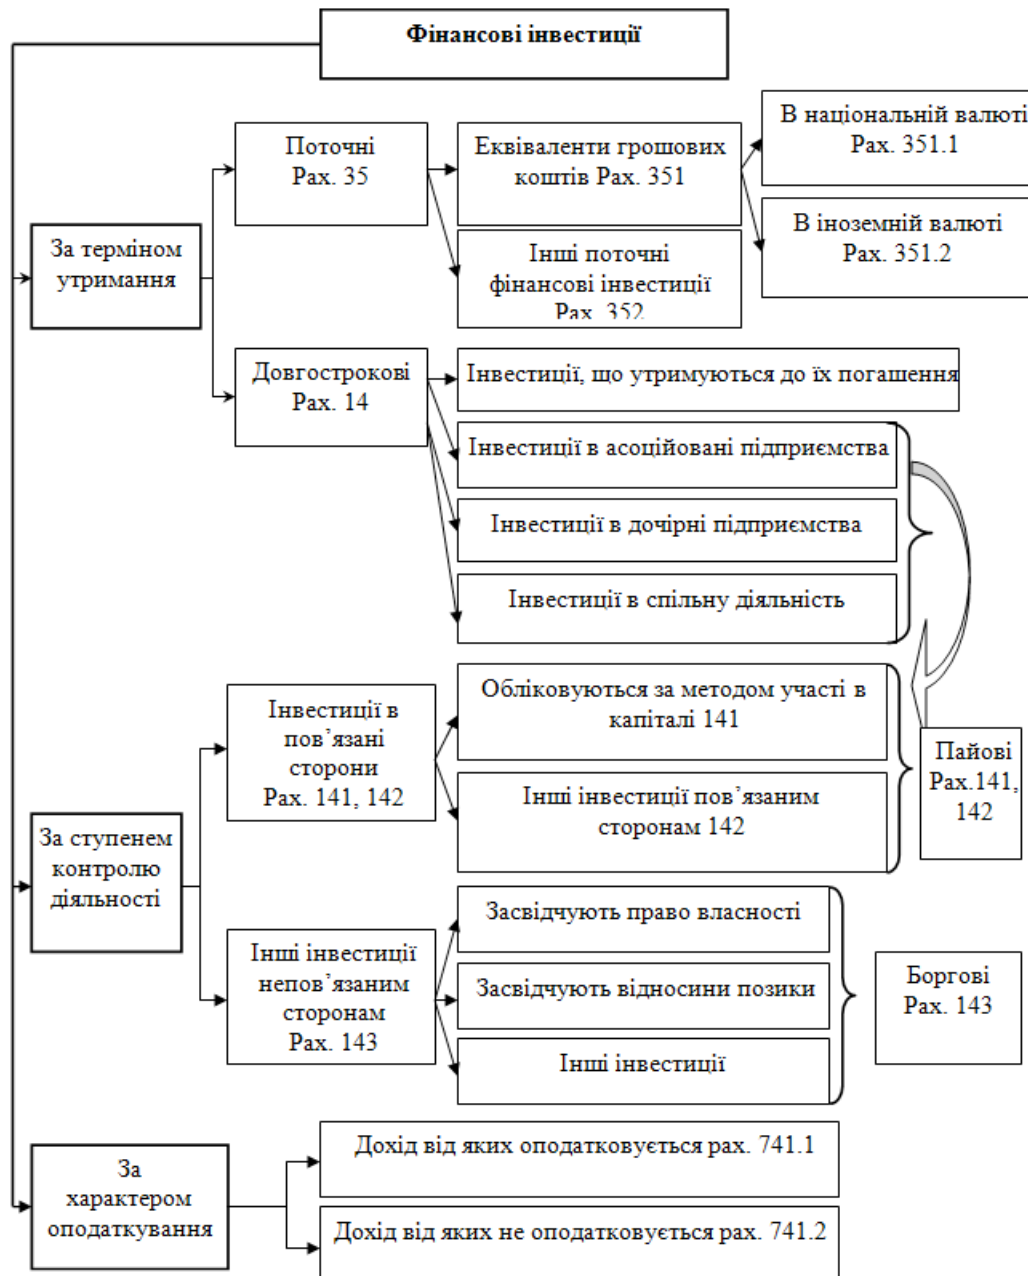 Фінансові інвестиції
В національній валюті
Рах. 351.1
Поточні
Рах. 35
Еквіваленти грошових
коштів Рах. 351
В іноземній валюті
Рах. 351.2
За терміном
утримання
Інші поточні
фінансові інвестиції
Рах. 352
Довгострокові
Рах. 14
Інвестиції, що утримуються до їх погашення
Інвестиції в асоційовані підприємства
Інвестиції в дочірні підприємства
Інвестиції в спільну діяльність
Інвестиції в
пов’язані
сторони
Рах. 141, 142
Обліковуються за методом участі в
капіталі 141
Інші інвестиції пов’язаним
сторонам 142
Пайові
Рах.141,
142
За ступенем
контролю
діяльності
Інші інвестиції
непов’язаним
сторонам
Рах. 143
Засвідчують право власності
Засвідчують відносини позики
Інші інвестиції
Боргові
Рах. 143
За
характером
оподаткування
Дохід від яких оподатковується рах. 741.1
Дохід від яких не оподатковується рах. 741.2